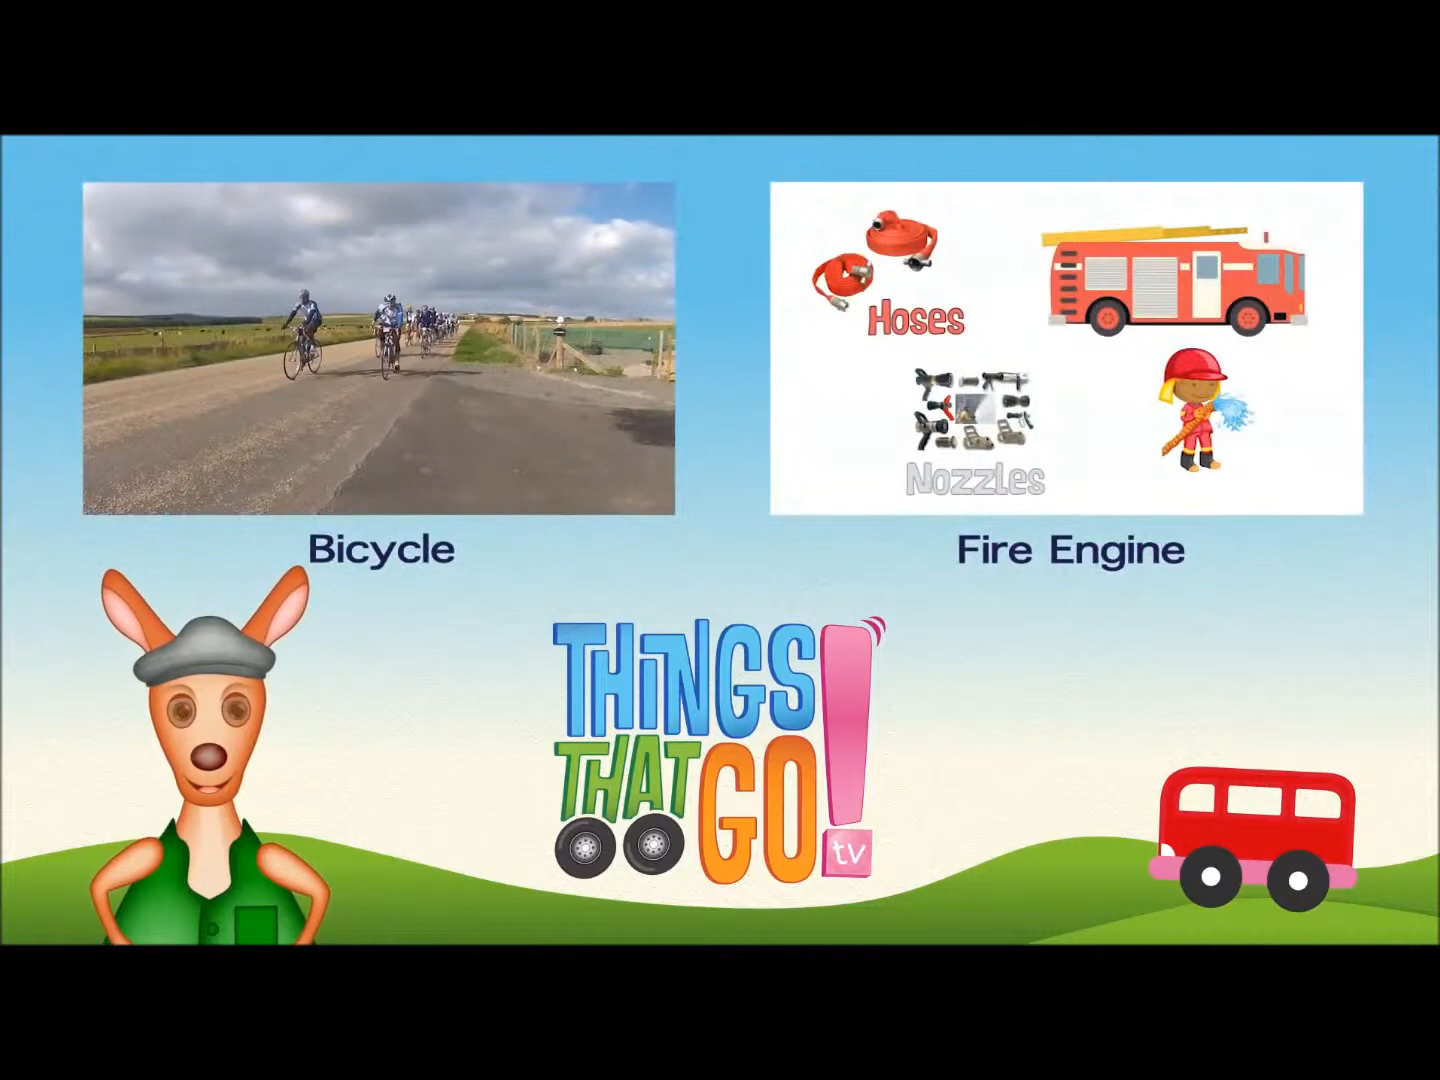 Hoses
Nozzles
Bicycle
Fire Engine
THINGS
THAT GO!
tv